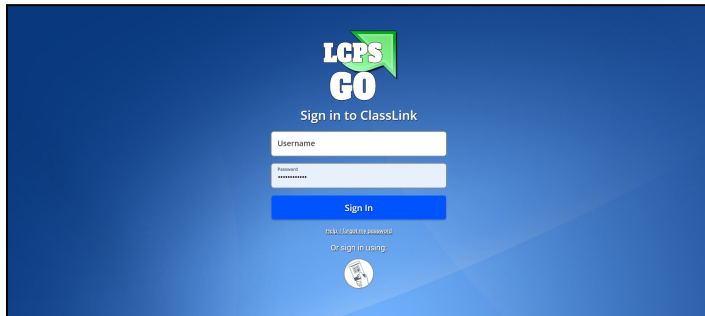 LCPS
GO
Sign in to ClassLink
Username
Password
••••••••••••
Sign In
Help, I forgot my password
Or sign in using: